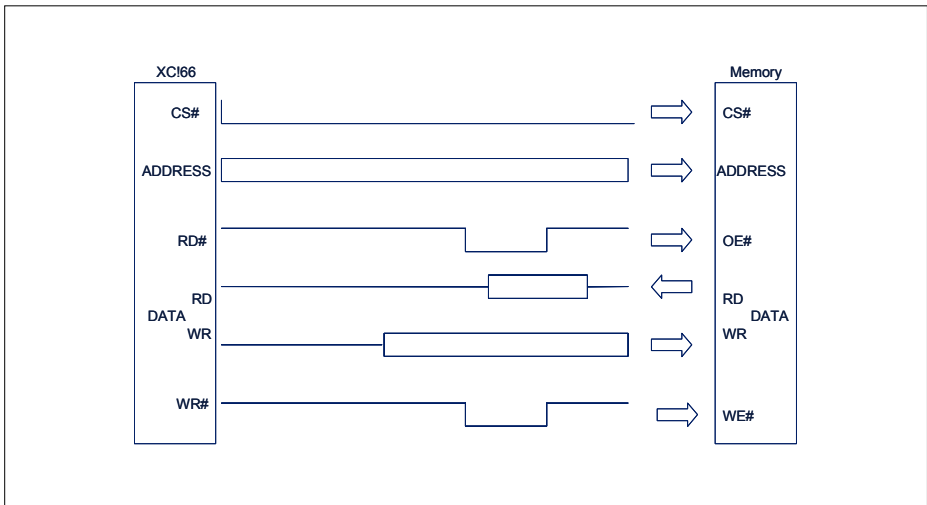 XC!66
Memory
CS#
CS#
ADDRESS
ADDRESS
RD#
OE#
RD
RD
DATA
DATA
WR
WR
WR#
WE#